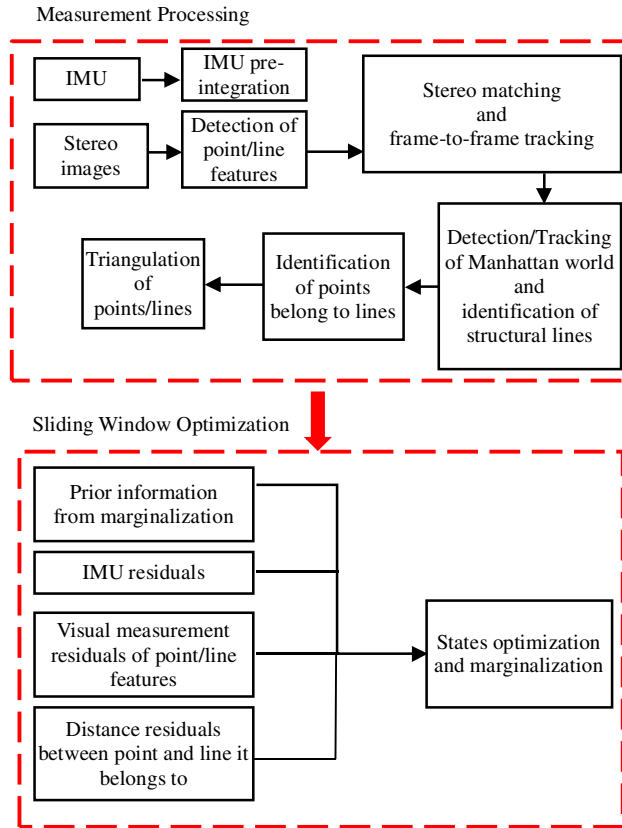 Measurement Processing
IMU
IMU pre-
integration
Stereo matching
and
frame-to-frame tracking
Stereo
images
Detection of
point/line
features
Detection/Tracking
of Manhattan world
and
identification of
structural lines
Identification
of points
belong to lines
Triangulation
of
points/lines
Sliding Window Optimization
Prior information
from marginalization
IMU residuals
Visual measurement
residuals of point/line
features
Distance residuals
between point and line it
belongs to
States optimization
and marginalization